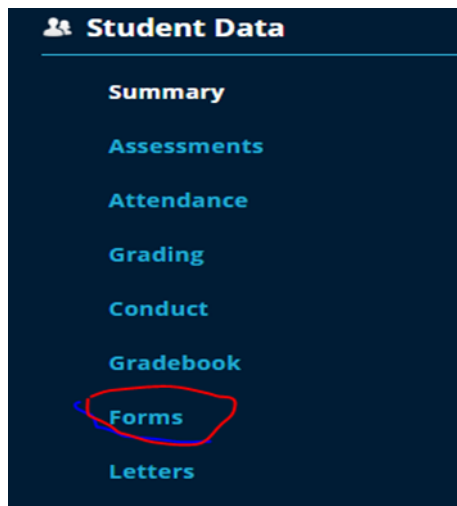 Student Data
Summary
Assessments
Attendance
Grading
Conduct
Gradebook
Forms
Letters